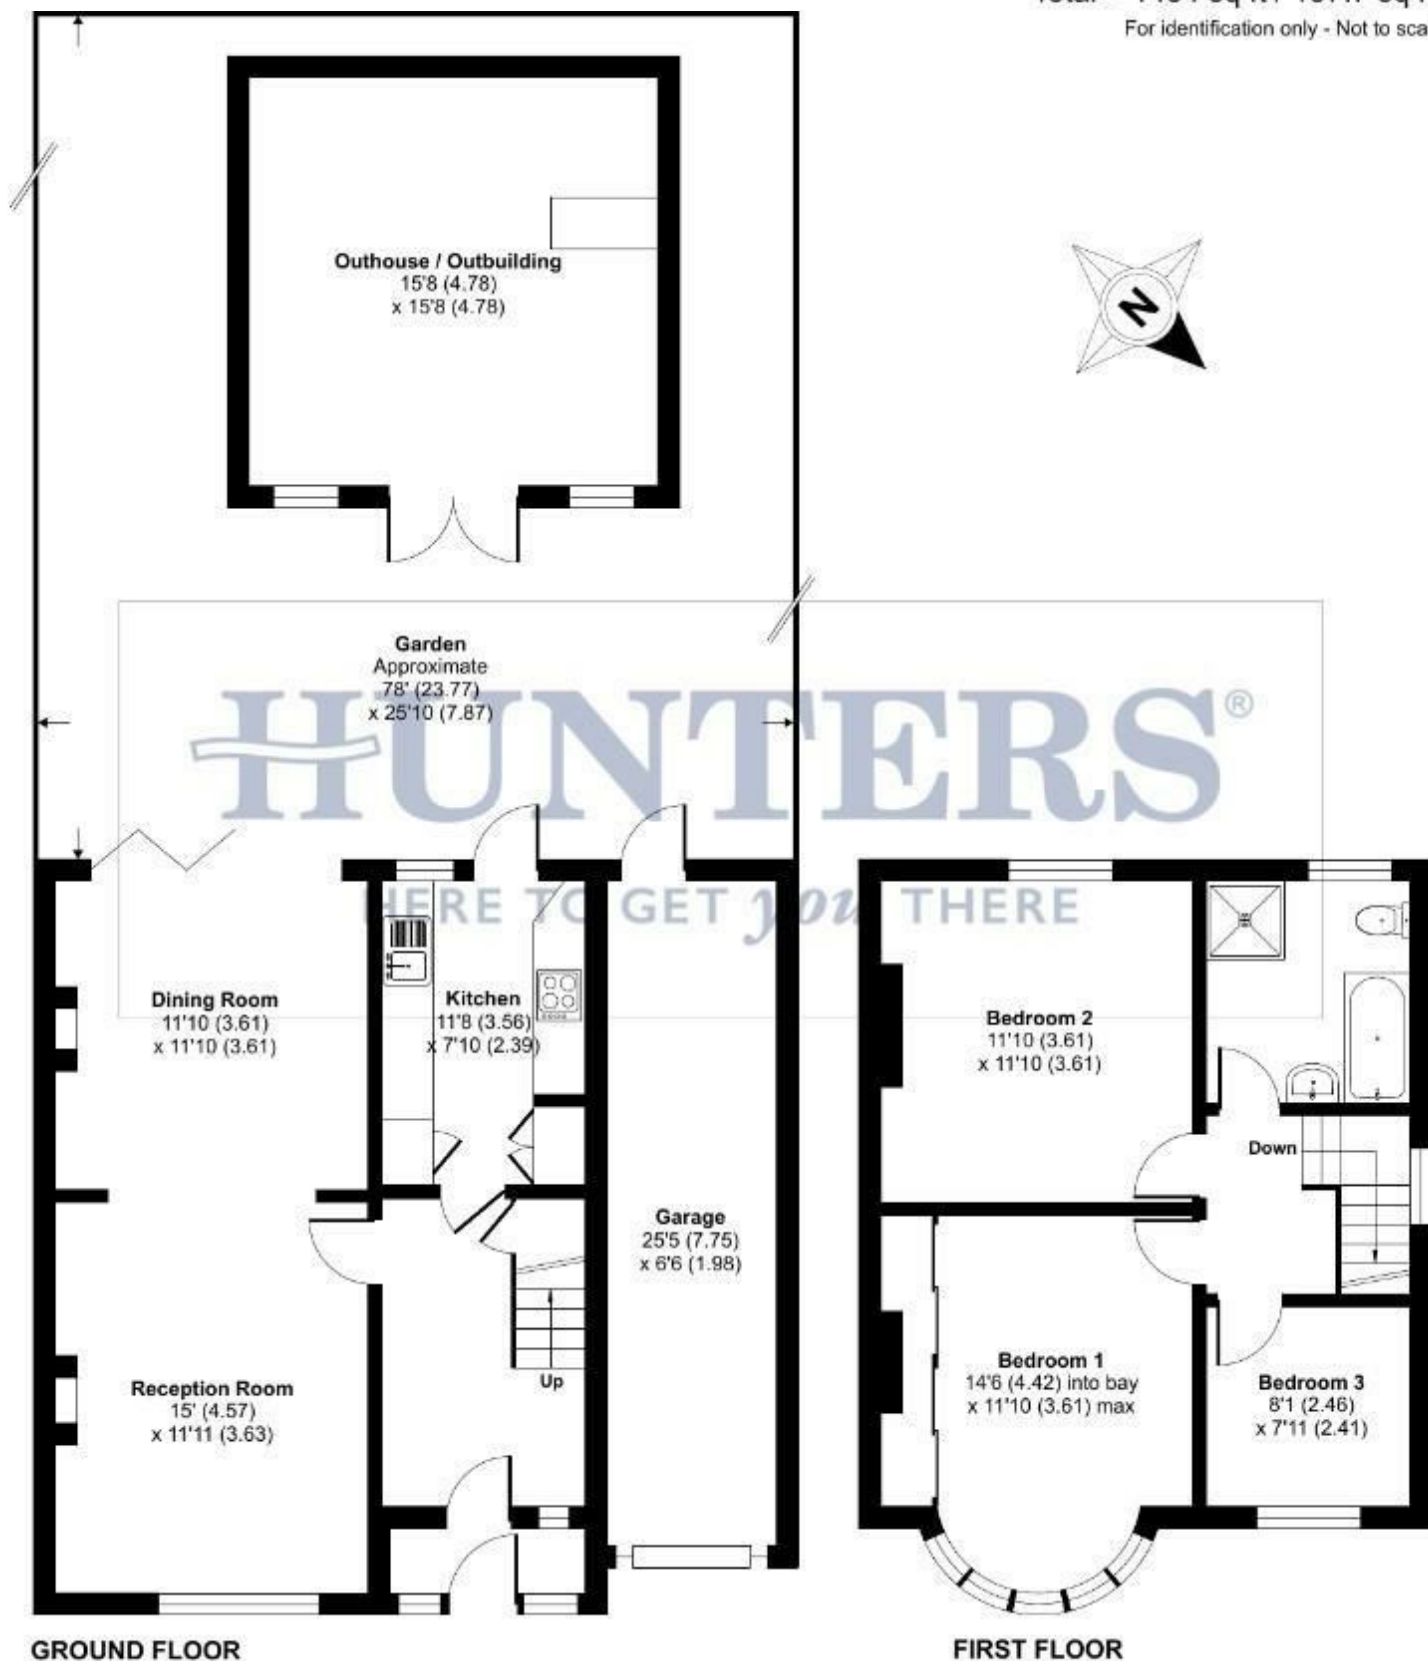 For identification only - Not to sca
Outhouse / Outbuilding
15'8 (4.78)
x 15'8 (4.78)
N
Garden
Approximate
78' (23.77)
x 25'10 (7.87)
HUNTERS®
HERE TO GET you THERE
Dining Room
11'10 (3.61)
x 11'10 (3.61)
Kitchen
11'8 (3.56)
x 7'10 (2.39)
Bedroom 2
11'10 (3.61)
x 11'10 (3.61)
Down
Garage
25'5 (7.75)
x 6'6 (1.98)
Reception Room
15' (4.57)
x 11'11 (3.63)
Up
Bedroom 1
14'6 (4.42) into bay
x 11'10 (3.61) max
Bedroom 3
8'1 (2.46)
x 7'11 (2.41)
GROUND FLOOR
FIRST FLOOR